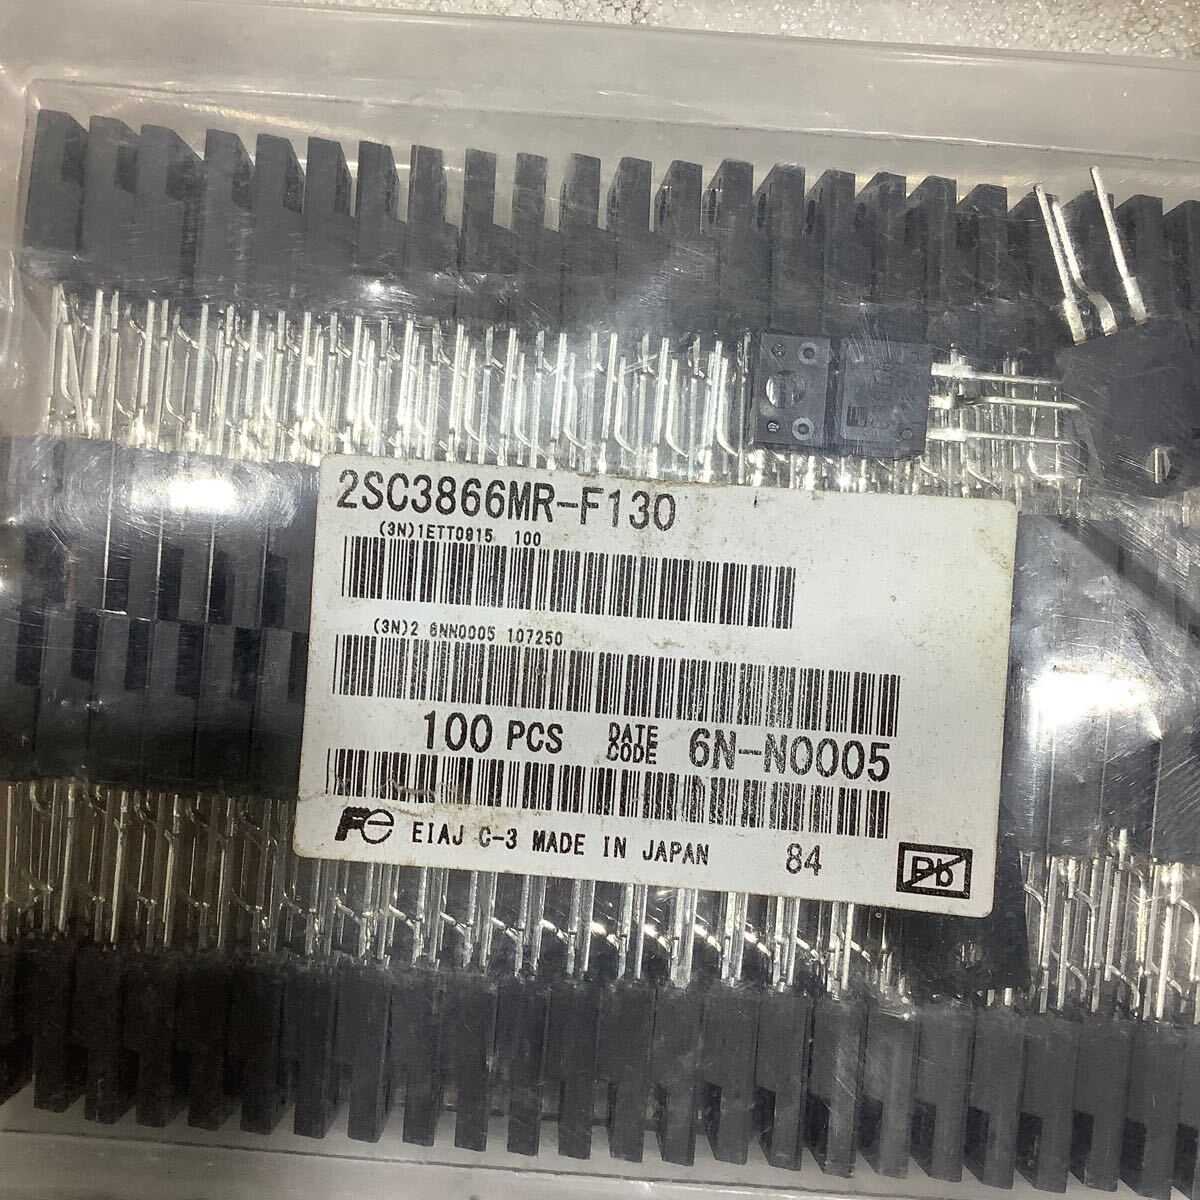 2SC3866MR-F130
(3N)1ETT0815 100
(3N)2 6NN0005 107250
100 PCS DATE CODE 6N-N0005
Fe EIAJ C-3 MADE IN JAPAN 84 Pb